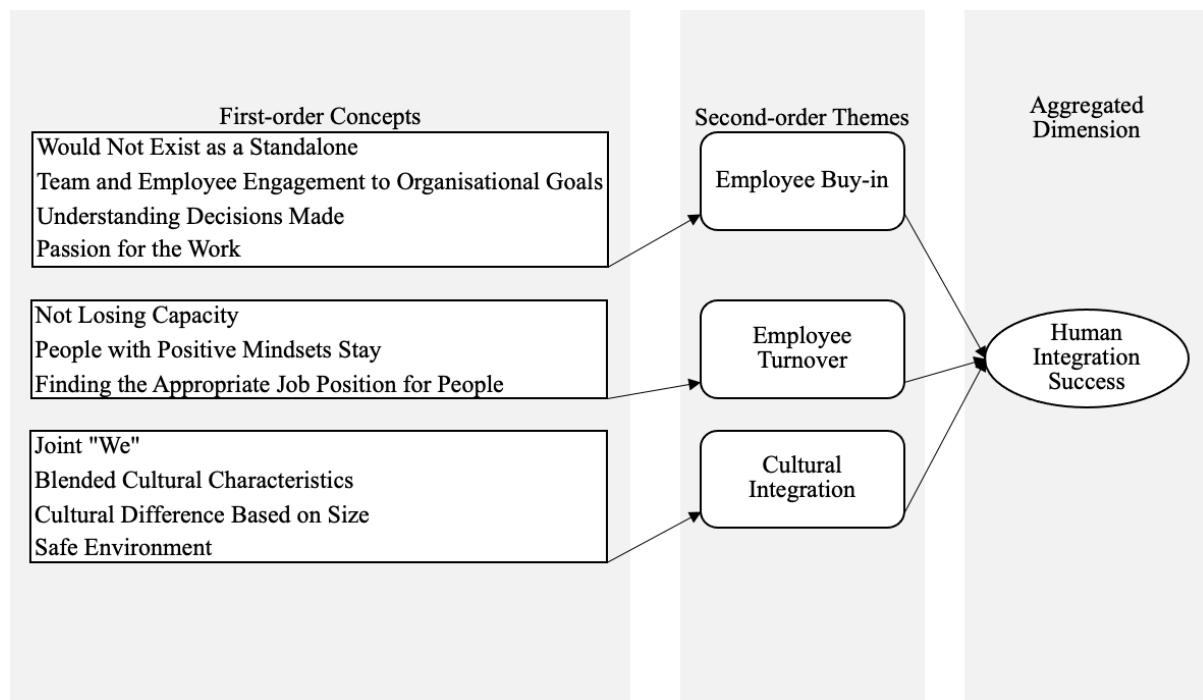 First-order Concepts
Would Not Exist as a Standalone
Team and Employee Engagement to Organisational Goals
Understanding Decisions Made
Passion for the Work
Not Losing Capacity
People with Positive Mindsets Stay
Finding the Appropriate Job Position for People
Joint "We"
Blended Cultural Characteristics
Cultural Difference Based on Size
Safe Environment
Second-order Themes
Employee Buy-in
Employee
Turnover
Cultural
Integration
Aggregated
Dimension
Human
Integration
Success